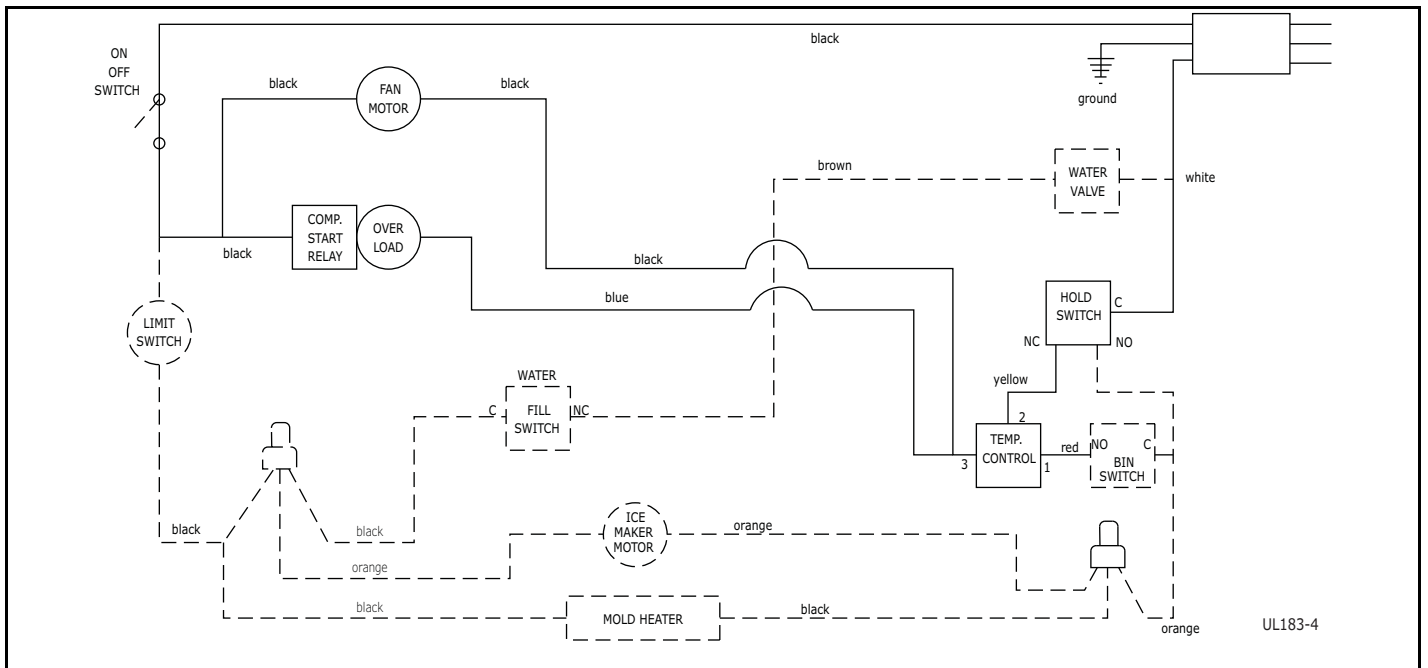 black
ON
OFF
SWITCH
black
FAN
MOTOR
black
ground
brown
WATER
VALVE
white
COMP.
START
RELAY
OVER
LOAD
black
black
blue
HOLD
SWITCH
C
NC
NO
LIMIT
SWITCH
yellow
WATER
C
FILL
SWITCH
NC
2
TEMP.
CONTROL
3
1
red
NO
C
BIN
SWITCH
black
black
ICE
MAKER
MOTOR
orange
orange
black
MOLD HEATER
black
orange
UL183-4